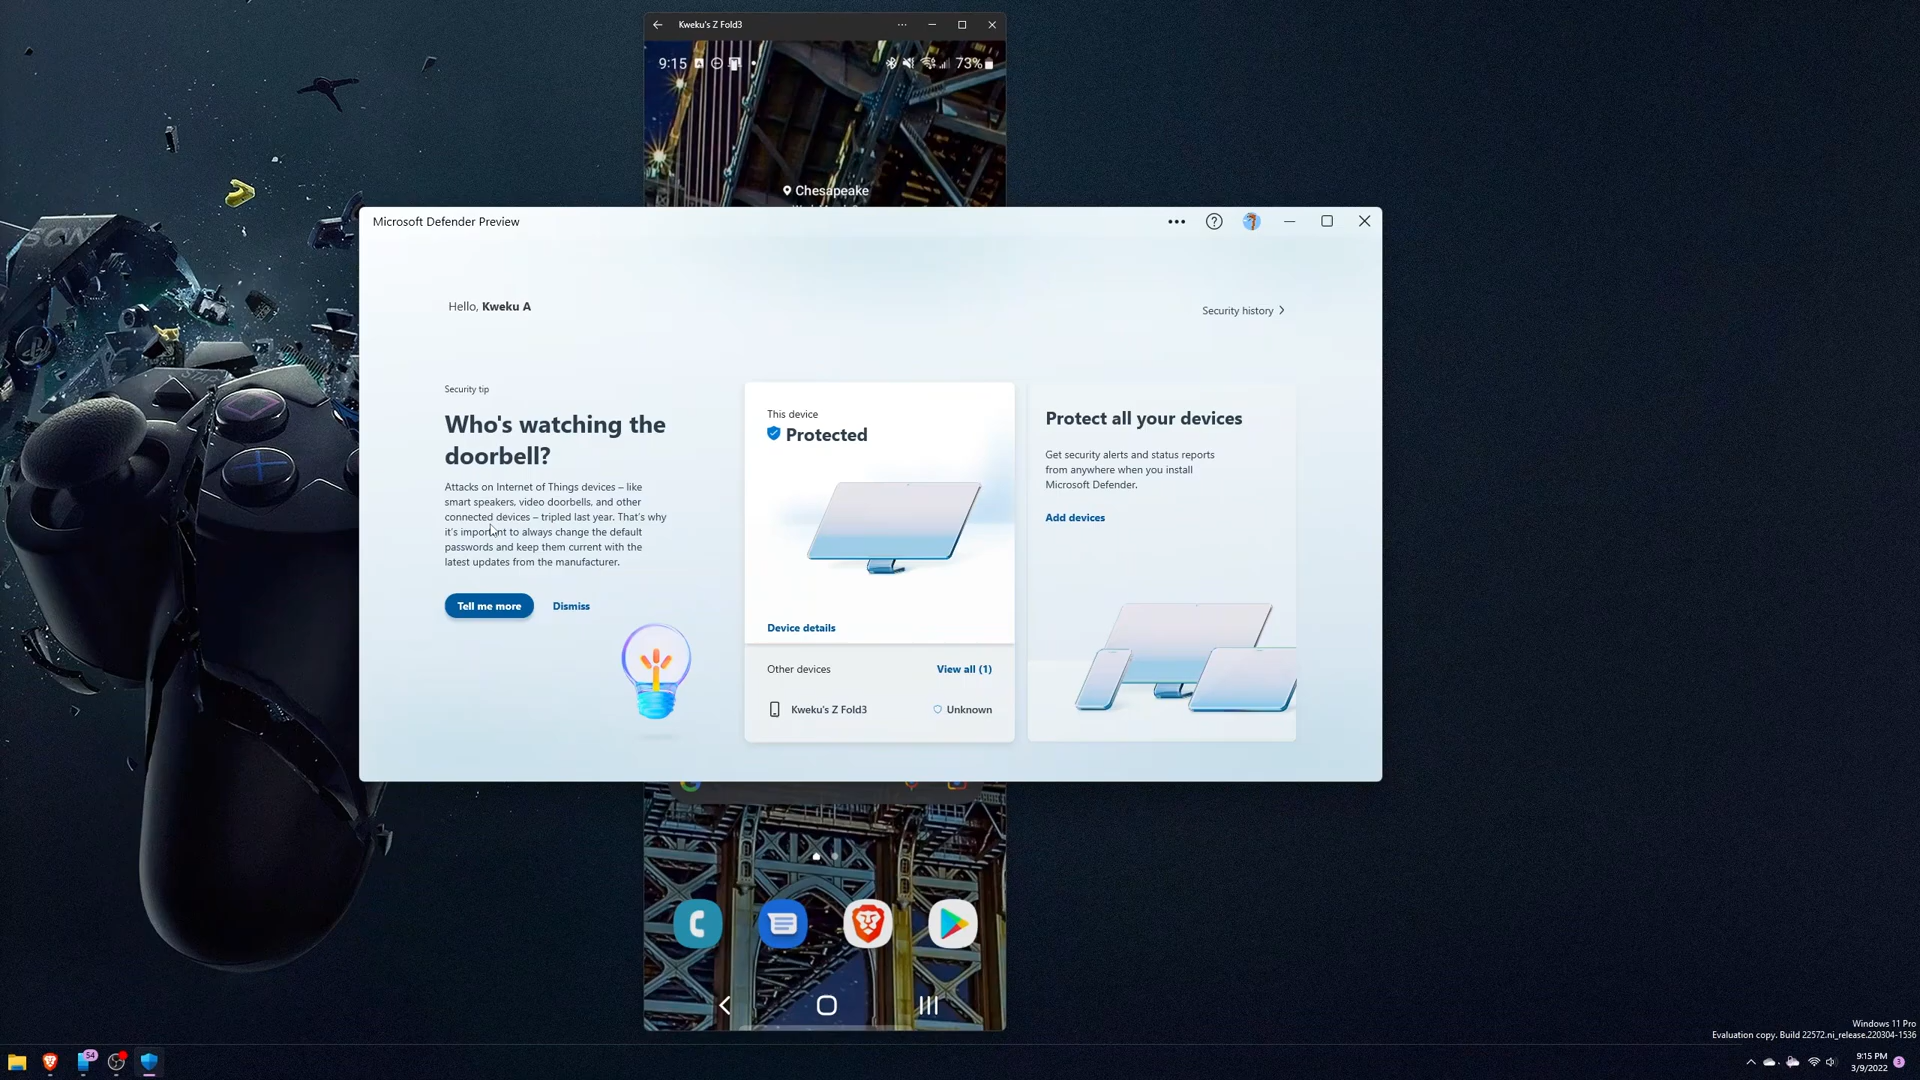 Kweku's Z Fold3
9:15
73%
Chesapeake
Microsoft Defender Preview
Hello, Kweku A
Security history
Security tip
Who's watching the
doorbell?
Attacks on Internet of Things devices – like
smart speakers, video doorbells, and other
connected devices – tripled last year. That's why
it's important to always change the default
passwords and keep them current with the
latest updates from the manufacturer.
Tell me more
Dismiss
This device
Protected
Device details
Other devices
View all (1)
Kweku's Z Fold3
Unknown
Protect all your devices
Get security alerts and status reports
from anywhere when you install
Microsoft Defender.
Add devices
SONY
START
Windows 11 Pro
Evaluation copy. Build 22572.ni_release.220304-1536
54
9:15 PM
3/9/2022
3